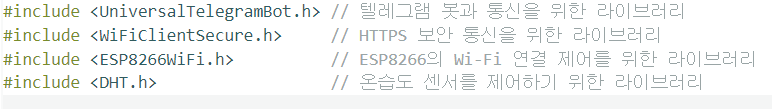 #include <UniversalTelegramBot.h> // 텔레그램 봇과 통신을 위한 라이브러리
#include <WiFiClientSecure.h>     // HTTPS 보안 통신을 위한 라이브러리
#include <ESP8266WiFi.h>          // ESP8266의 Wi-Fi 연결 제어를 위한 라이브러리
#include <DHT.h>                  // 온습도 센서를 제어하기 위한 라이브러리